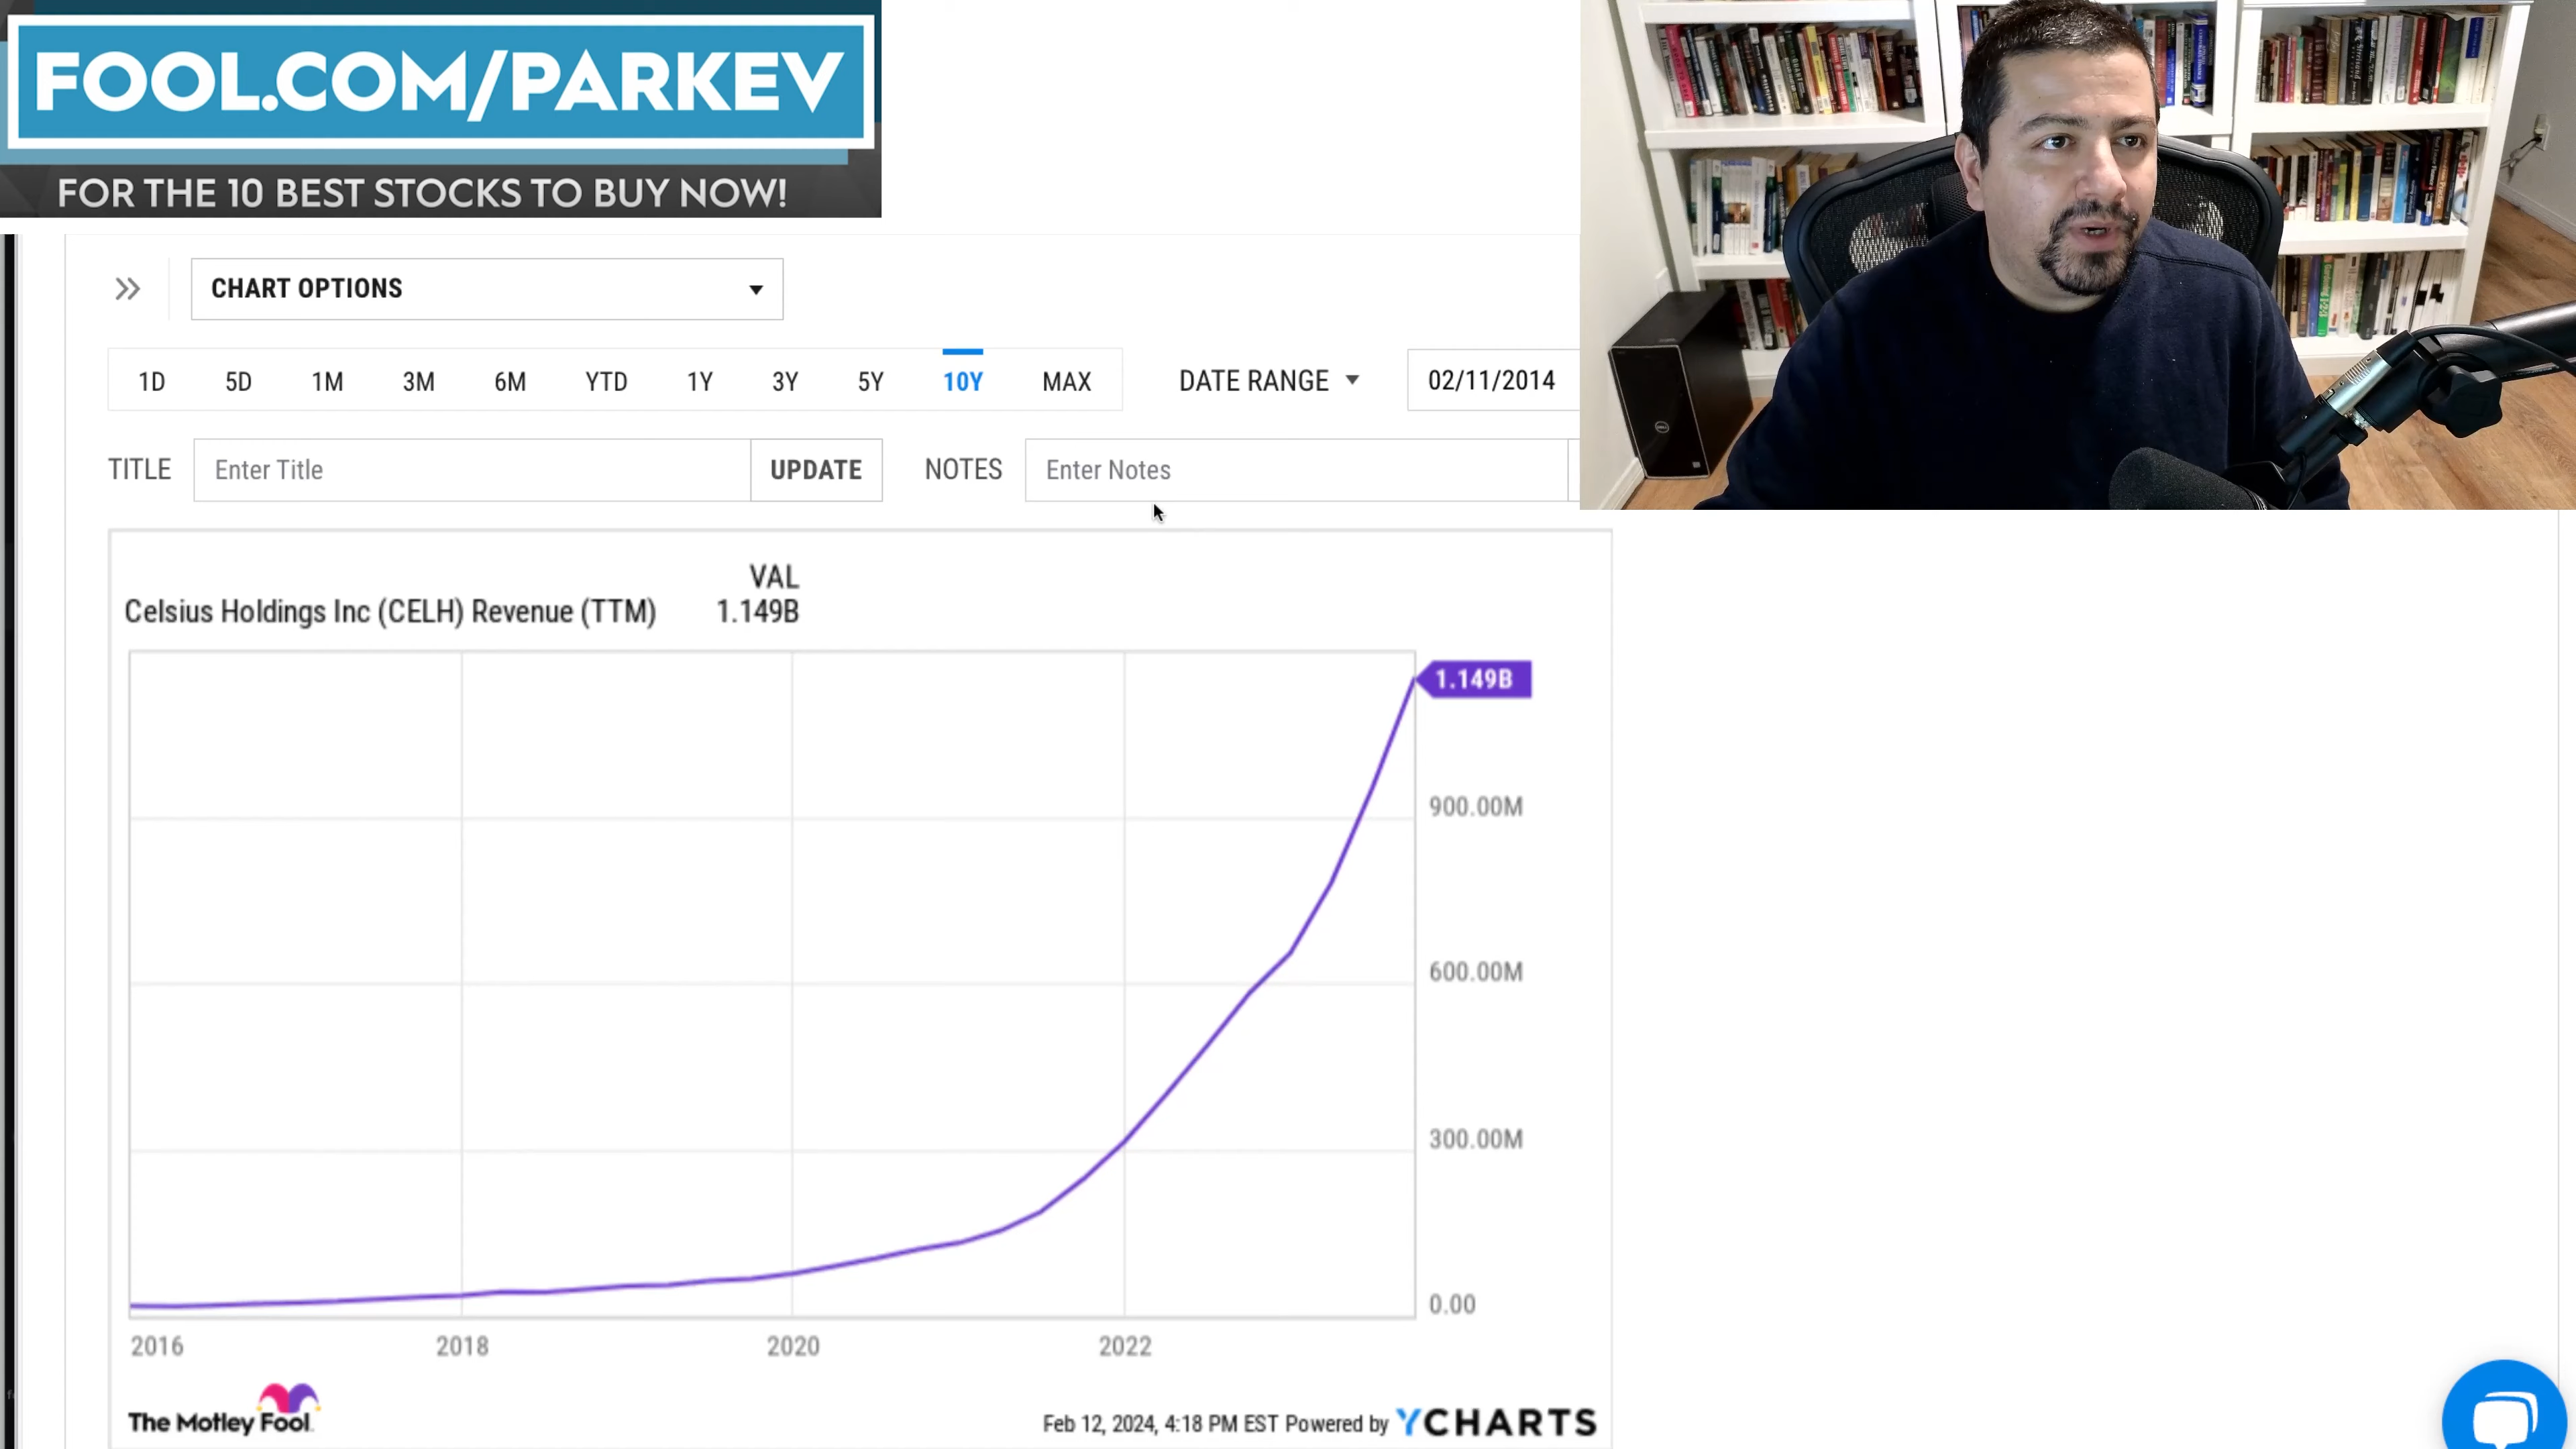 FOOL.COM/PARKEV
FOR THE 10 BEST STOCKS TO BUY NOW!
CHART OPTIONS
1D 5D 1M 3M 6M YTD 1Y 3Y 5Y 10Y MAX DATE RANGE 02/11/2014
TITLE Enter Title UPDATE NOTES Enter Notes
VAL
Celsius Holdings Inc (CELH) Revenue (TTM) 1.149B
1.149B
900.00M
600.00M
300.00M
0.00
2016 2018 2020 2022
The Motley Fool
Feb 12, 2024, 4:18 PM EST Powered by YCHARTS